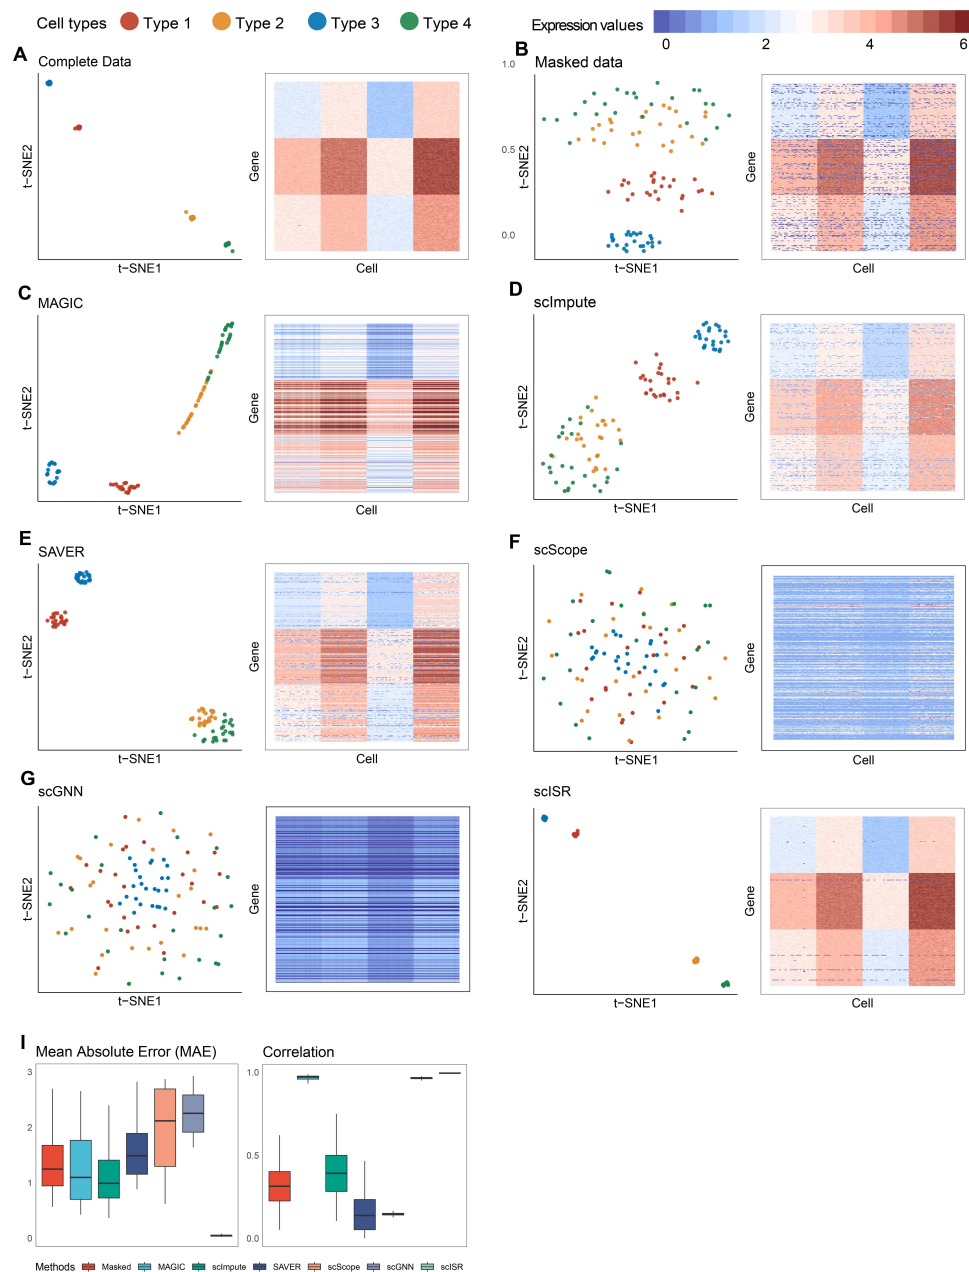 Cell types Type 1 Type 2 Type 3 Type 4
Expression values
0 2 4 6
A
Complete Data
t−SNE2
t−SNE1
Gene
Cell
B
Masked data
1.0
0.5
0.0
t−SNE1
Gene
Cell
C
MAGIC
t−SNE2
t−SNE1
Gene
Cell
D
scImpute
t−SNE2
t−SNE1
Gene
Cell
E
SAVER
t−SNE2
t−SNE1
Gene
Cell
F
scScope
t−SNE2
t−SNE1
Gene
Cell
G
scGNN
t−SNE2
t−SNE1
Gene
scISR
t−SNE2
t−SNE1
Gene
Cell
I
Mean Absolute Error (MAE)
3
2
1
0
Correlation
1.0
0.5
0.0
Methods Masked MAGIC scImpute SAVER scScope scGNN scISR